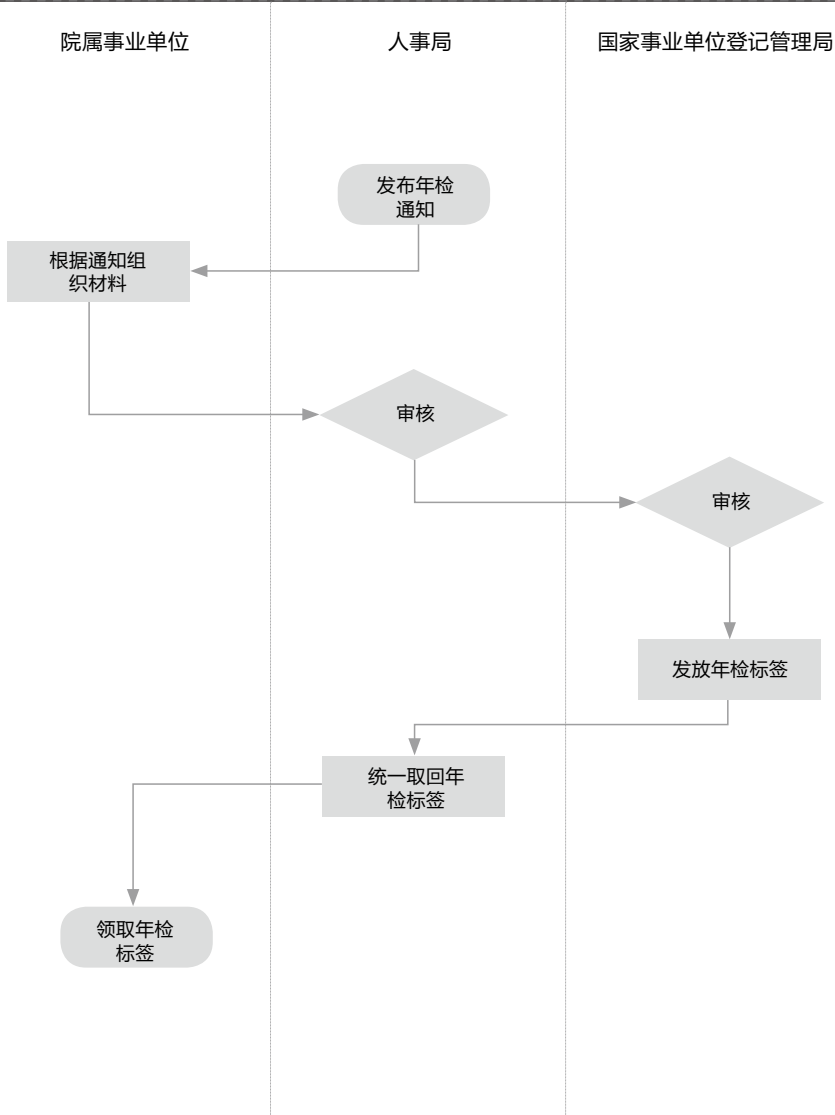 院属事业单位
人事局
国家事业单位登记管理局
发布年检
通知
根据通知组
织材料
审核
审核
发放年检标签
统一取回年
检标签
领取年检
标签